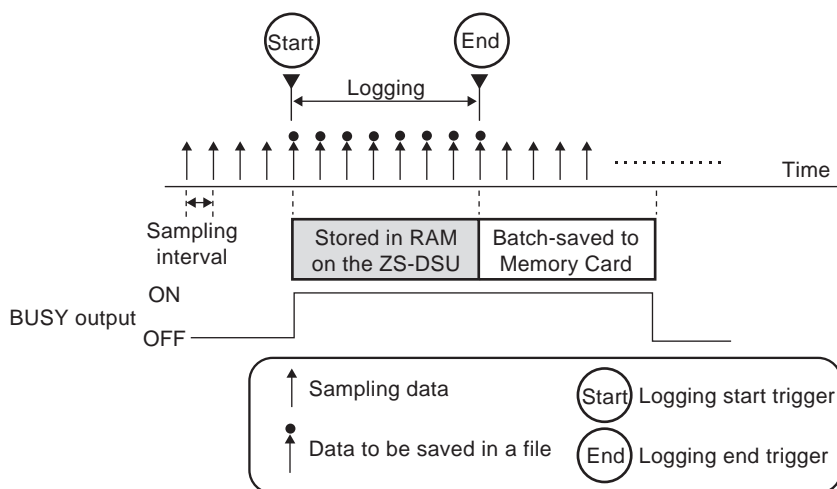 Start
End
Logging
Time
Sampling
interval
Stored in RAM
on the ZS-DSU
Batch-saved to
Memory Card
ON
BUSY output
OFF
Sampling data
Start
Logging start trigger
Data to be saved in a file
End
Logging end trigger